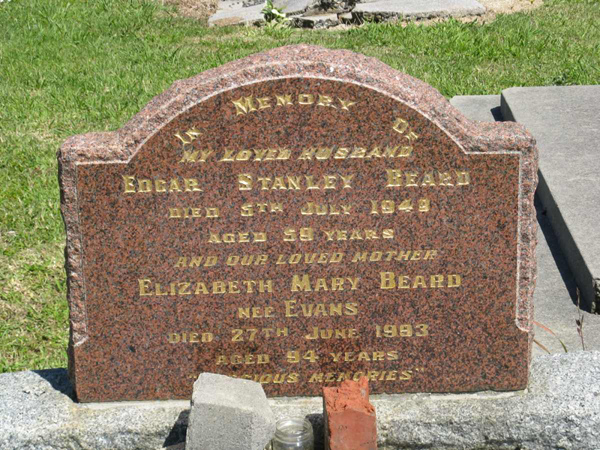 IN MEMORY OF
MY LOVED HUSBAND
EDGAR STANLEY BEARD
DIED 5TH JULY 1949
AGED 59 YEARS
AND OUR LOVED MOTHER
ELIZABETH MARY BEARD
NEE EVANS
DIED 27TH JUNE 1983
AGED 94 YEARS
MEMORIES"